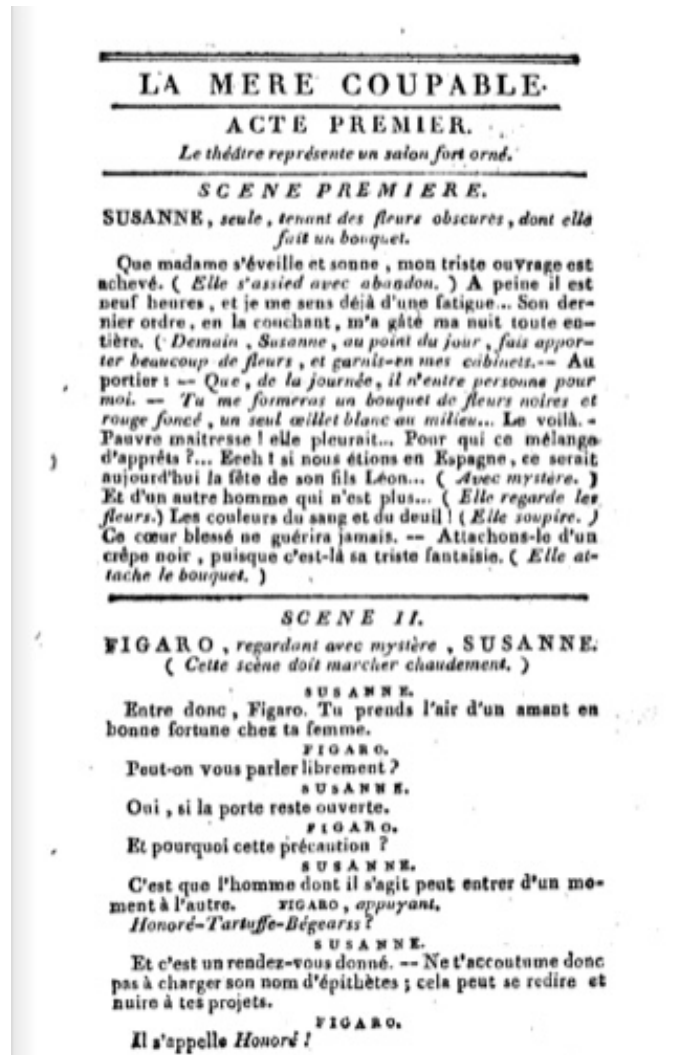 LA MERE COUPABLE.
ACTE PREMIER.
Le théâtre représente un salon fort orné.
SCENE PREMIERE.
SUSANNE, seule, tenant des fleurs obscures, dont elle
fait un bouquet.
Que madame s'éveille et sonne, mon triste ouvrage est
achevé. ( Elle s'assied avec abandon. ) A peine il est
neuf heures, et je me sens déjà d'une fatigue... Son der-
nier ordre, en la couchant, m'a gâté ma nuit toute en-
tière. ( Demain, Susanne, au point du jour, fais appor-
ter beaucoup de fleurs, et garnis-en mes cabinets.-- Au
portier : -- Que, de la journée, il n'entre personne pour
moi. -- Tu me formeras un bouquet de fleurs noires et
rouge foncé, un seul œillet blanc au milieu... Le voilà. -
Pauvre maitresse ! elle pleurait... Pour qui ce mélange
d'apprêts ?... Eeeh ! si nous étions en Espagne, ce serait
aujourd'hui la fête de son fils Léon... ( Avec mystère. )
Et d'un autre homme qui n'est plus... ( Elle regarde les
fleurs.) Les couleurs du sang et du deuil ! ( Elle soupire. )
Ce cœur blessé ne guérira jamais. -- Attachons-le d'un
crêpe noir, puisque c'est-là sa triste fantaisie. ( Elle at-
tache le bouquet. )
SCENE II.
FIGARO, regardant avec mystère, SUSANNE.
( Cette scène doit marcher chaudement. )
SUSANNE.
Entre donc, Figaro. Tu prends l'air d'un amant en
bonne fortune chez ta femme.
FIGARO.
Peut-on vous parler librement ?
SUSANNE.
Oui, si la porte reste ouverte.
FIGARO.
Et pourquoi cette précaution ?
SUSANNE.
C'est que l'homme dont il s'agit peut entrer d'un mo-
ment à l'autre. FIGARO, appuyant.
Honoré-Tartuffe-Bégearss ?
SUSANNE.
Et c'est un rendez-vous donné. -- Ne t'accoutume donc
pas à charger son nom d'épithètes ; cela peut se redire et
nuire à tes projets.
FIGARO.
Il s'appelle Honoré !